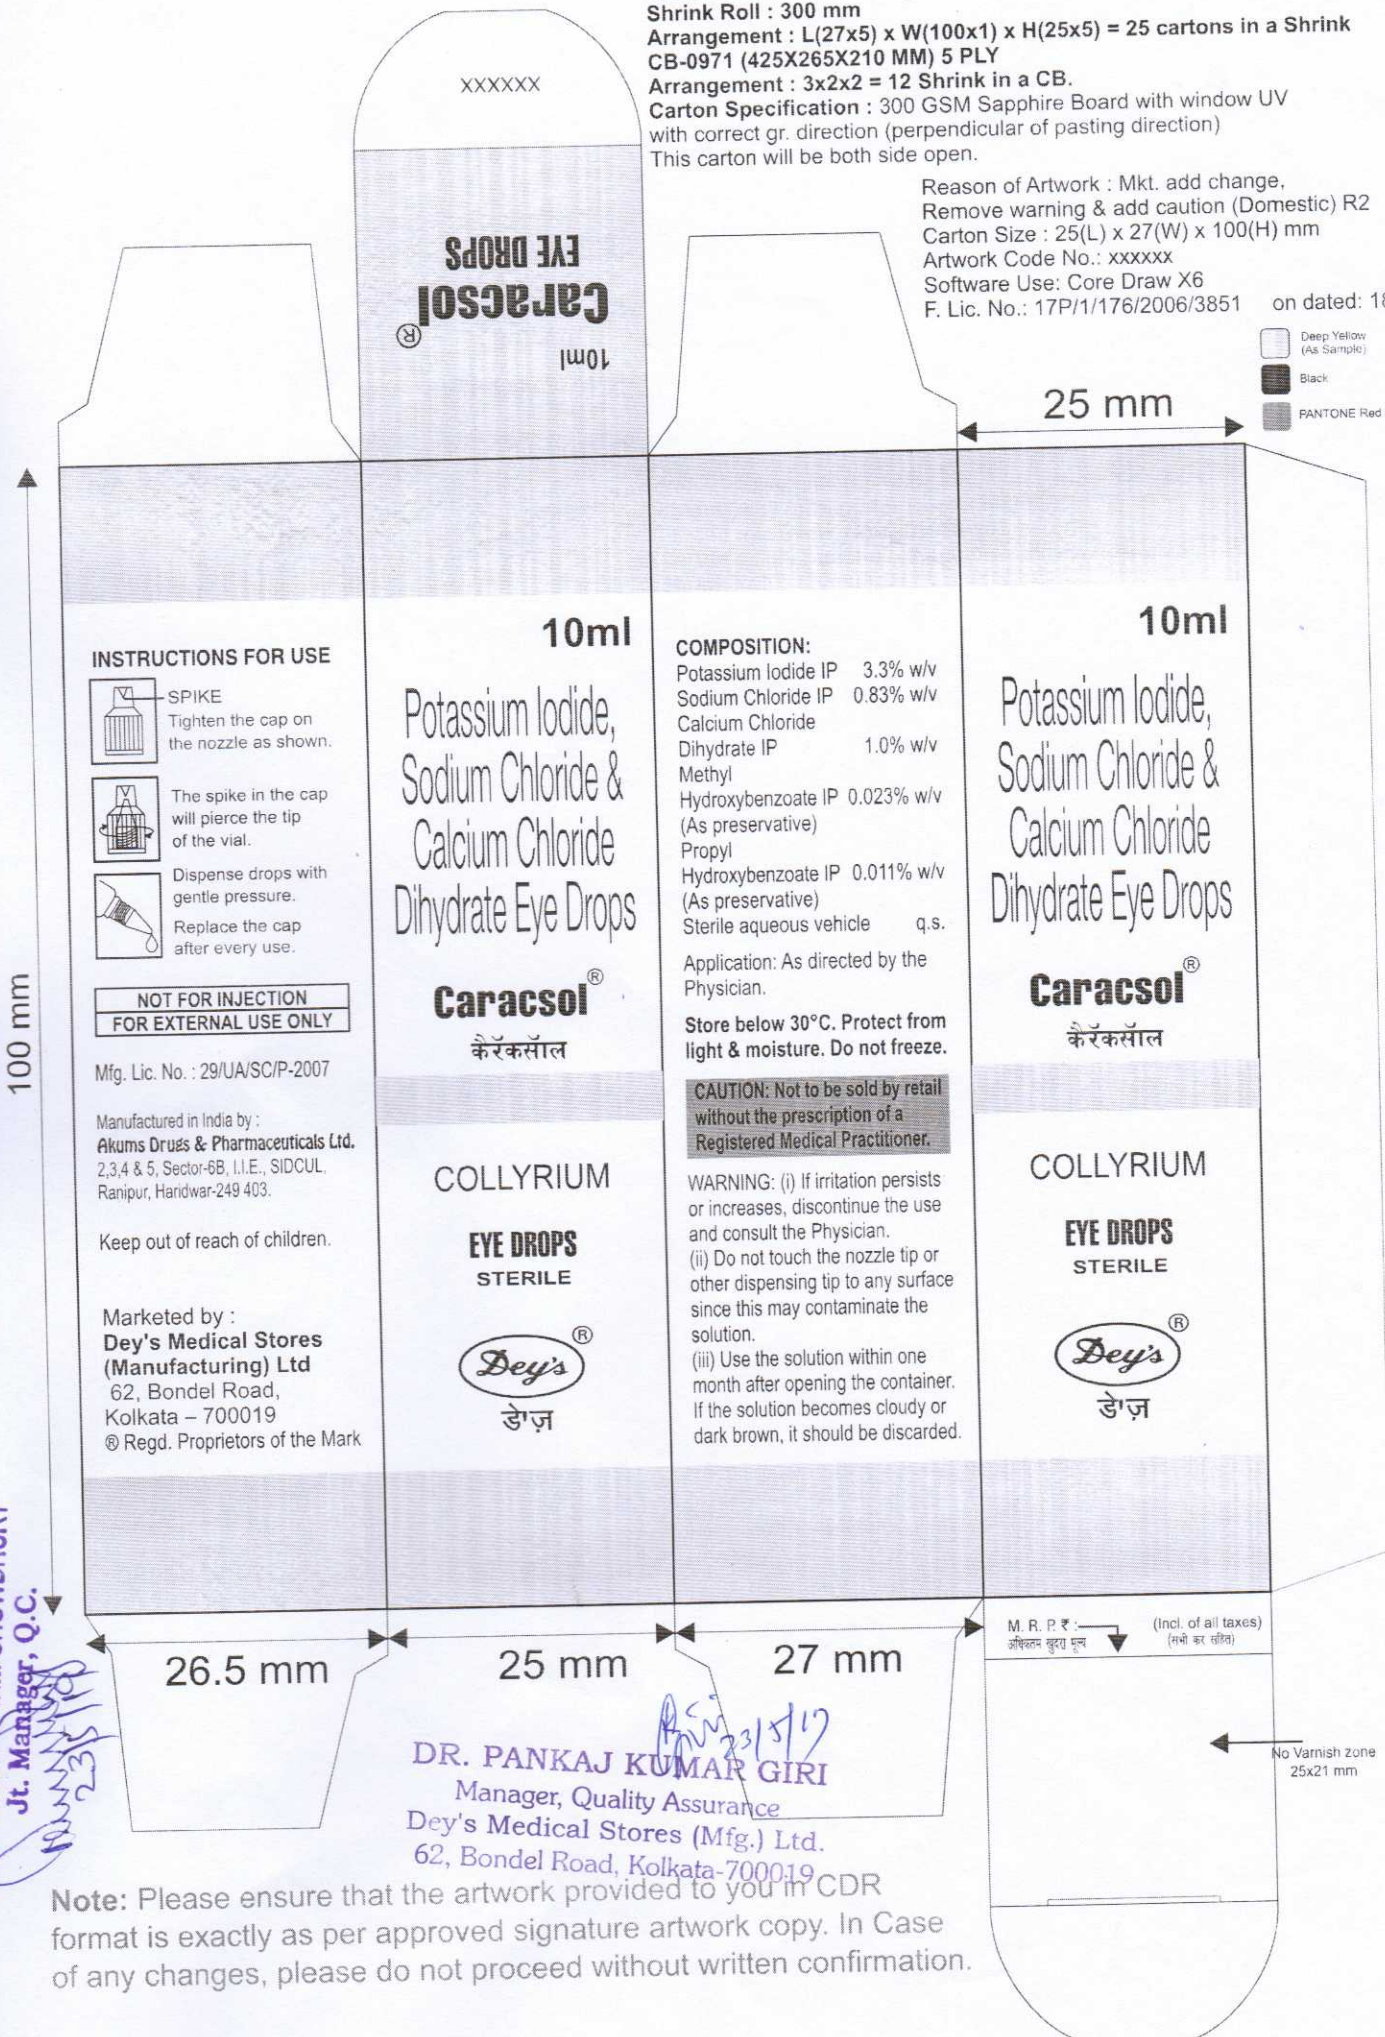 Shrink Roll : 300 mm
Arrangement : L(27x5) x W(100x1) x H(25x5) = 25 cartons in a Shrink
CB-0971 (425X265X210 MM) 5 PLY
Arrangement : 3x2x2 = 12 Shrink in a CB.
Carton Specification : 300 GSM Sapphire Board with window UV
with correct gr. direction (perpendicular of pasting direction)
This carton will be both side open.
Reason of Artwork : Mkt. add change,
Remove warning & add caution (Domestic) R2
Carton Size : 25(L) x 27(W) x 100(H) mm
Artwork Code No.: xxxxxx
Software Use: Core Draw X6
F. Lic. No.: 17P/1/176/2006/3851 on dated: 18
Deep Yellow
(As Sample)
Black
PANTONE Red
XXXXXX
10ml
Caracsol®
EYE DROPS
25 mm
100 mm
INSTRUCTIONS FOR USE
SPIKE
Tighten the cap on
the nozzle as shown.
The spike in the cap
will pierce the tip
of the vial.
Dispense drops with
gentle pressure.
Replace the cap
after every use.
NOT FOR INJECTION
FOR EXTERNAL USE ONLY
Mfg. Lic. No. : 29/UA/SC/P-2007
Manufactured in India by :
Akums Drugs & Pharmaceuticals Ltd.
2,3,4 & 5, Sector-6B, I.I.E., SIDCUL,
Ranipur, Haridwar-249 403.
Keep out of reach of children.
Marketed by :
Dey's Medical Stores
(Manufacturing) Ltd
62, Bondel Road,
Kolkata – 700019
® Regd. Proprietors of the Mark
10ml
Potassium Iodide,
Sodium Chloride &
Calcium Chloride
Dihydrate Eye Drops
Caracsol®
कैरॅकसॅाल
COLLYRIUM
EYE DROPS
STERILE
Dey's®
डे'ज़
COMPOSITION:
Potassium Iodide IP 3.3% w/v
Sodium Chloride IP 0.83% w/v
Calcium Chloride
Dihydrate IP 1.0% w/v
Methyl
Hydroxybenzoate IP 0.023% w/v
(As preservative)
Propyl
Hydroxybenzoate IP 0.011% w/v
(As preservative)
Sterile aqueous vehicle q.s.
Application: As directed by the
Physician.
Store below 30°C. Protect from
light & moisture. Do not freeze.
CAUTION: Not to be sold by retail
without the prescription of a
Registered Medical Practitioner.
WARNING: (i) If irritation persists
or increases, discontinue the use
and consult the Physician.
(ii) Do not touch the nozzle tip or
other dispensing tip to any surface
since this may contaminate the
solution.
(iii) Use the solution within one
month after opening the container.
If the solution becomes cloudy or
dark brown, it should be discarded.
10ml
Potassium Iodide,
Sodium Chloride &
Calcium Chloride
Dihydrate Eye Drops
Caracsol®
कैरॅकसॅाल
COLLYRIUM
EYE DROPS
STERILE
Dey's®
डे'ज़
M. R. P. ₹ :
अधिकतम खुदरा मूल्य
(Incl. of all taxes)
(सभी कर सहित)
26.5 mm
25 mm
27 mm
No Varnish zone
25x21 mm
Jt. Manager, Q.C.
23/5/19
DR. PANKAJ KUMAR GIRI
Manager, Quality Assurance
Dey's Medical Stores (Mfg.) Ltd.
62, Bondel Road, Kolkata-700019
Note: Please ensure that the artwork provided to you in CDR
format is exactly as per approved signature artwork copy. In Case
of any changes, please do not proceed without written confirmation.